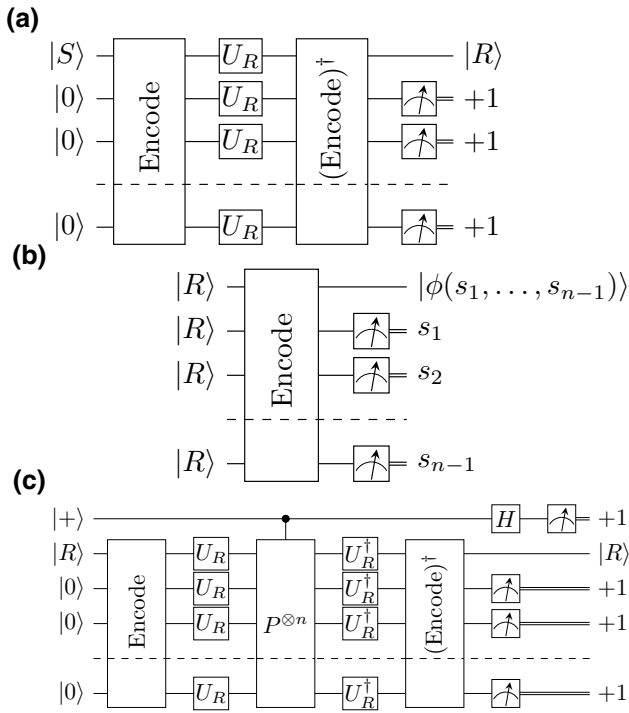 (a)
|S⟩ Encode U_R (Encode)† |R⟩
|0⟩ U_R +1
|0⟩ U_R +1
|0⟩ U_R +1
(b)
|R⟩ Encode |ϕ(s_1, . . . , s_{n−1})⟩
|R⟩ s_1
|R⟩ s_2
|R⟩ s_{n−1}
(c)
|+⟩ H +1
|R⟩ Encode U_R P^{⊗n} U_R^† (Encode)† |R⟩
|0⟩ U_R U_R^† +1
|0⟩ U_R U_R^† +1
|0⟩ U_R U_R^† +1